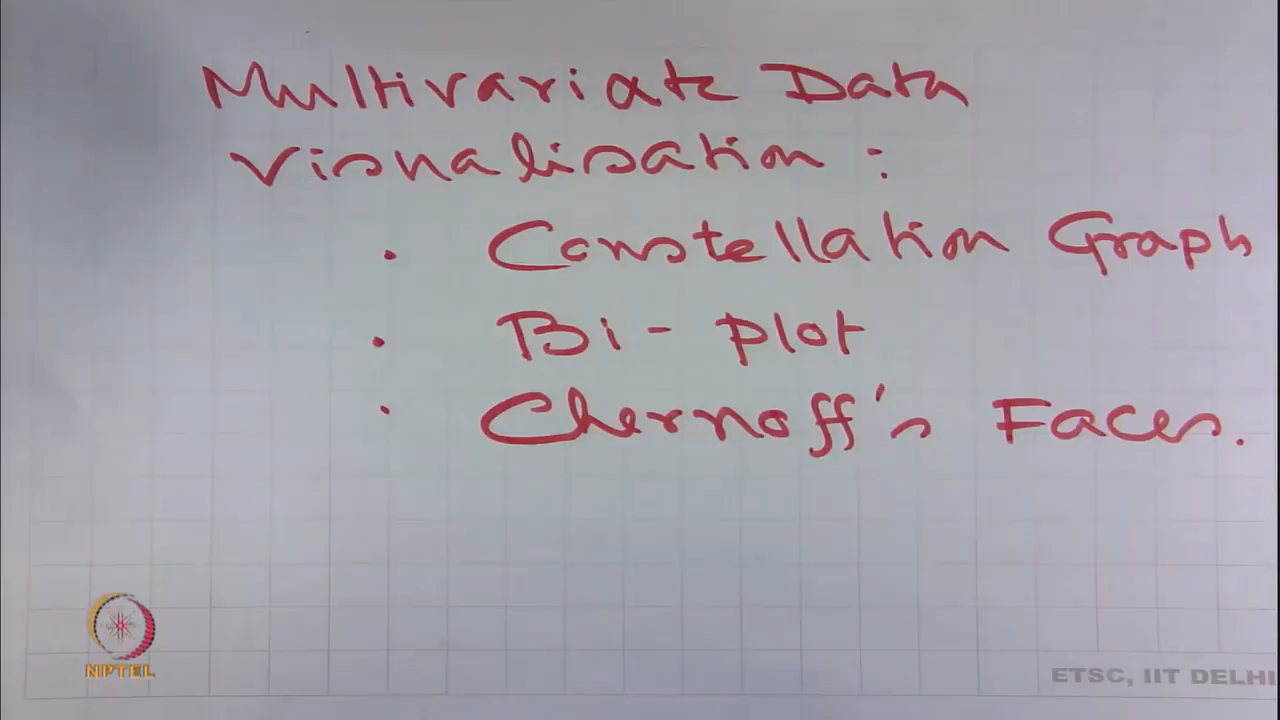 Multivariate Data
Visualisation :
. Constellation Graph
. Bi - plot
. Chernoff's Faces.
NPTEL
ETSC, IIT DELHI